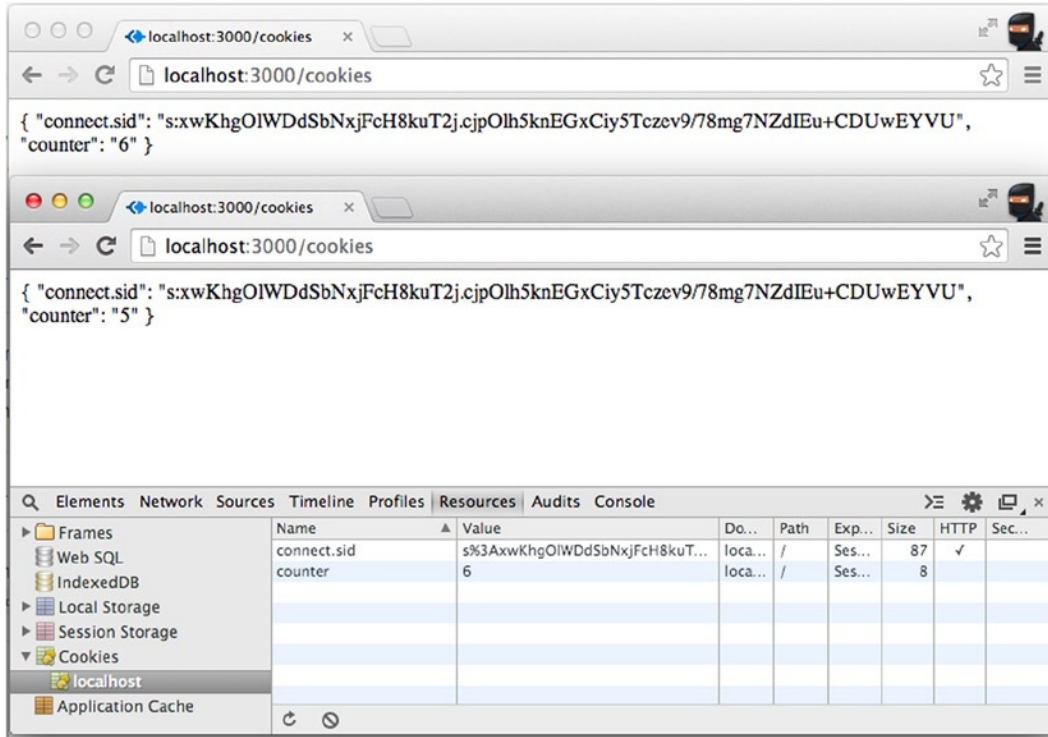 localhost:3000/cookies
localhost:3000/cookies
{ "connect.sid": "s:xwKhgOlWDdSbNxjFcH8kuT2j.cjpOlh5knEGxCiy5Tczev9/78mg7NZdIEu+CDUwEYVU",
"counter": "6" }
localhost:3000/cookies
localhost:3000/cookies
{ "connect.sid": "s:xwKhgOlWDdSbNxjFcH8kuT2j.cjpOlh5knEGxCiy5Tczev9/78mg7NZdIEu+CDUwEYVU",
"counter": "5" }
Elements Network Sources Timeline Profiles Resources Audits Console
Name Value Do... Path Exp... Size HTTP Sec...
Frames
connect.sid s%3AxwKhgOlWDdSbNxjFcH8kuT... loca... / Ses... 87 ✓
Web SQL
counter 6 loca... / Ses... 8
IndexedDB
Local Storage
Session Storage
Cookies
localhost
Application Cache